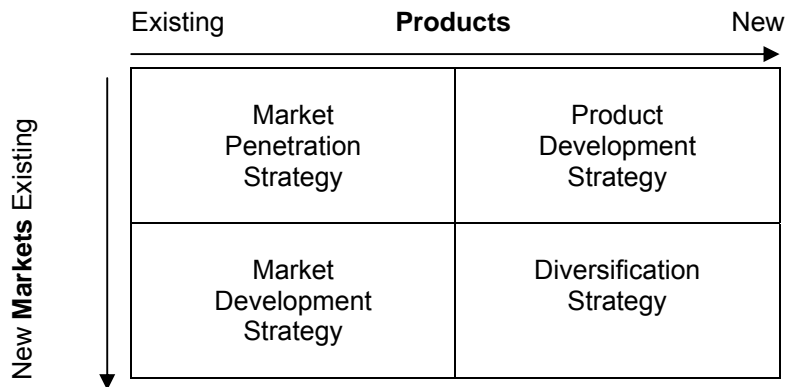 Existing Products New
New Markets Existing
Market
Penetration
Strategy
Product
Development
Strategy
Market
Development
Strategy
Diversification
Strategy